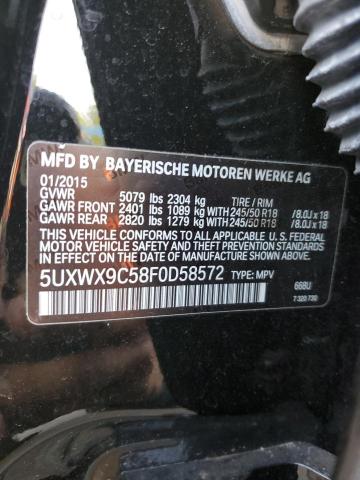 MFD BY BAYERISCHE MOTOREN WERKE AG
01/2015
GVWR 5079 lbs 2304 kg TIRE / RIM
GAWR FRONT 2401 lbs 1089 kg WITH 245/50 R18 / 8.0J x 18
GAWR REAR 2820 lbs 1279 kg WITH 245/50 R18 / 8.0J x 18
THIS VEHICLE CONFORMS TO ALL APPLICABLE U.S. FEDERAL
MOTOR VEHICLE SAFETY, BUMPER, AND THEFT PREVENTION STANDARDS
IN EFFECT ON THE DATE OF MANUFACTURE SHOWN ABOVE.
5UXWX9C58F0D58572 TYPE: MPV
668U
7 320 730